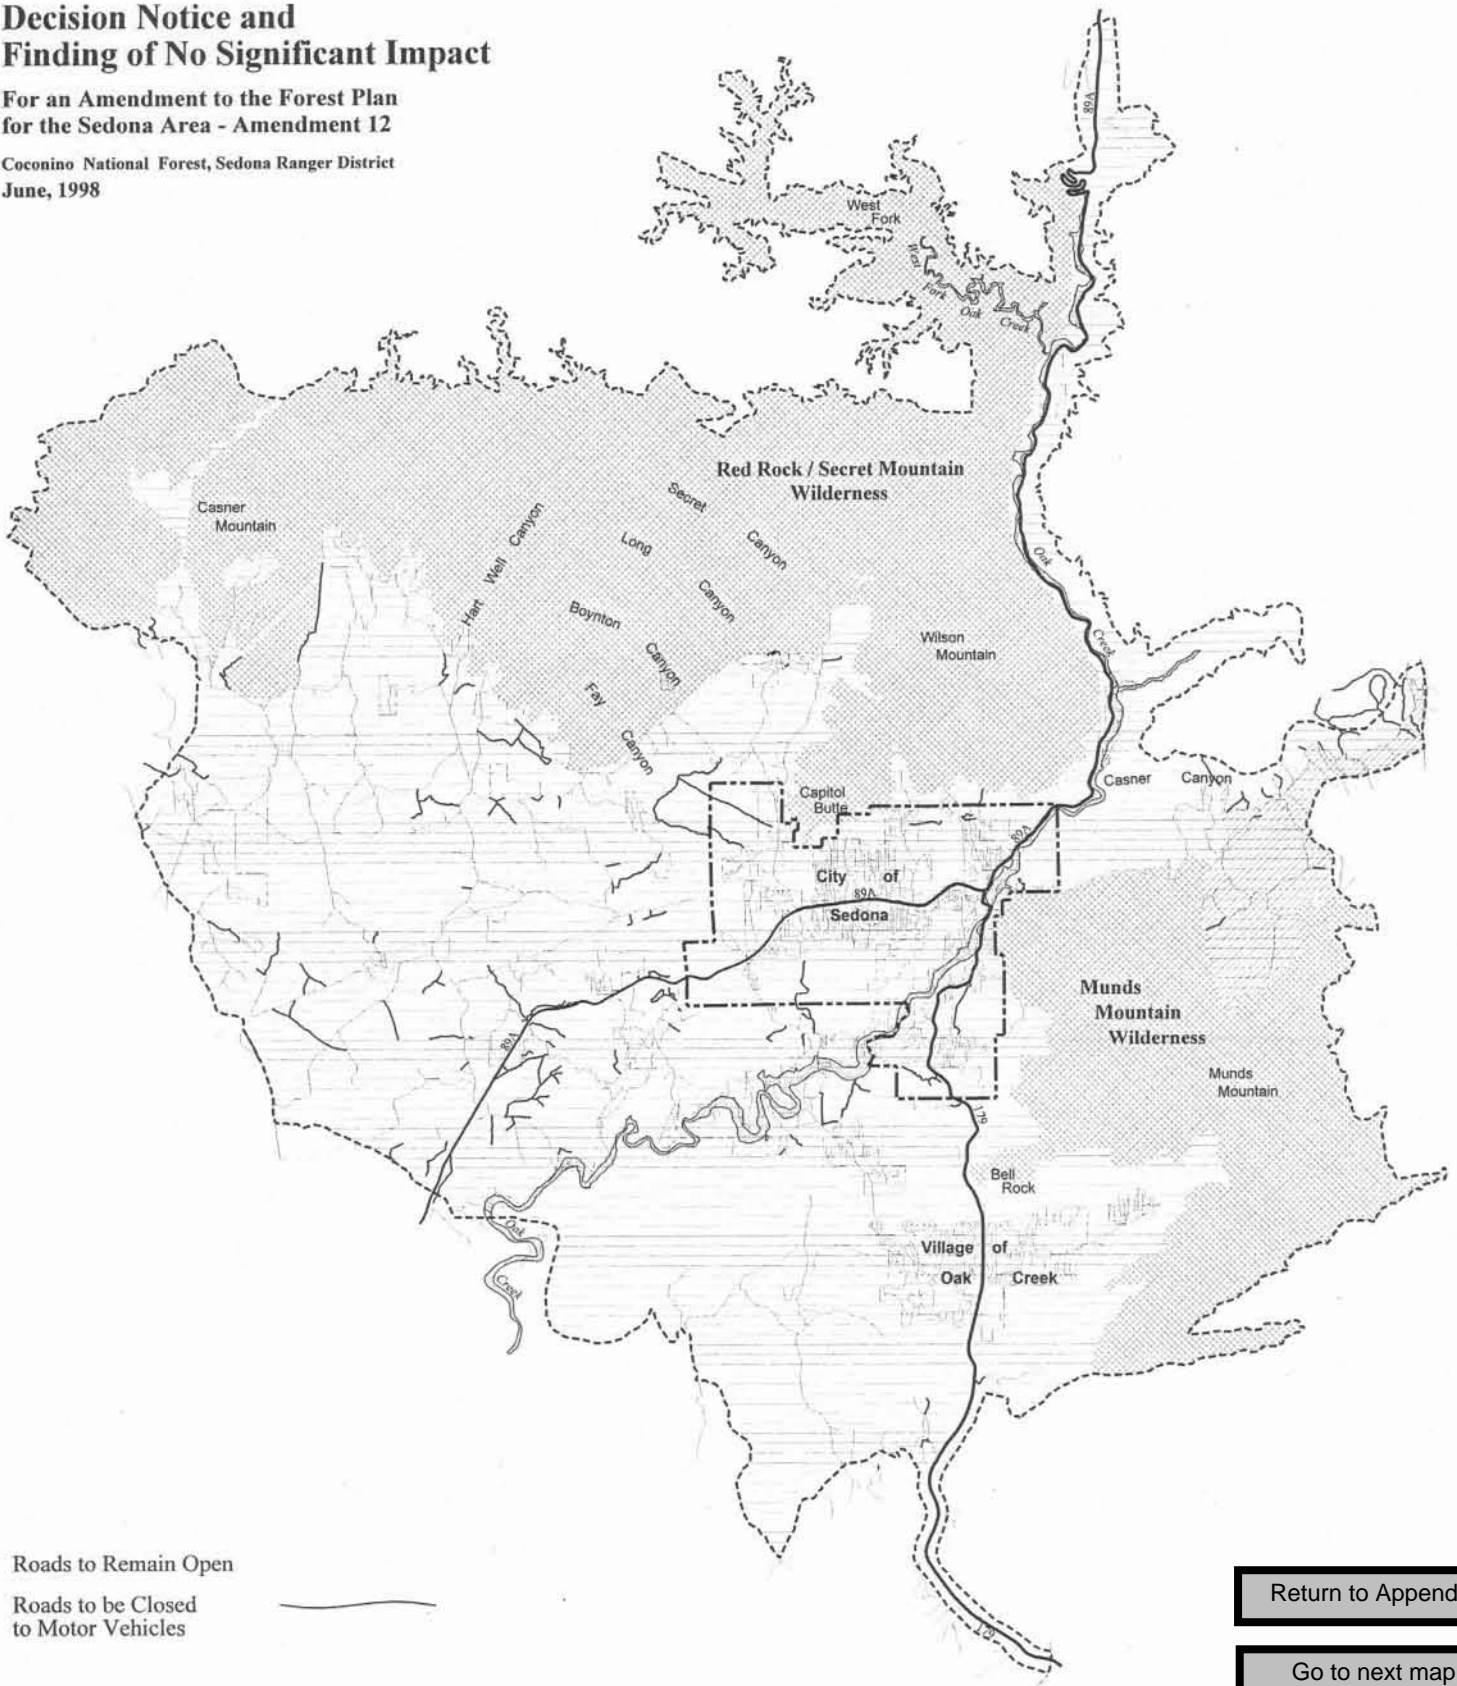 Decision Notice and
Finding of No Significant Impact
For an Amendment to the Forest Plan
for the Sedona Area - Amendment 12
Coconino National Forest, Sedona Ranger District
June, 1998
89A
West
Fork
West
Fork
Oak
Creek
Red Rock / Secret Mountain
Wilderness
Casner
Mountain
Secret
Canyon
Long
Canyon
Hart Well Canyon
Boynton
Canyon
Fay
Canyon
Oak
Creek
Wilson
Mountain
Casner Canyon
Capitol
Butte
89A
City of
89A
Sedona
Munds
Mountain
Wilderness
89A
Munds
Mountain
179
Bell
Rock
Oak
Creek
Village of
Oak Creek
179
Roads to Remain Open
Roads to be Closed
to Motor Vehicles
Return to Append
Go to next map